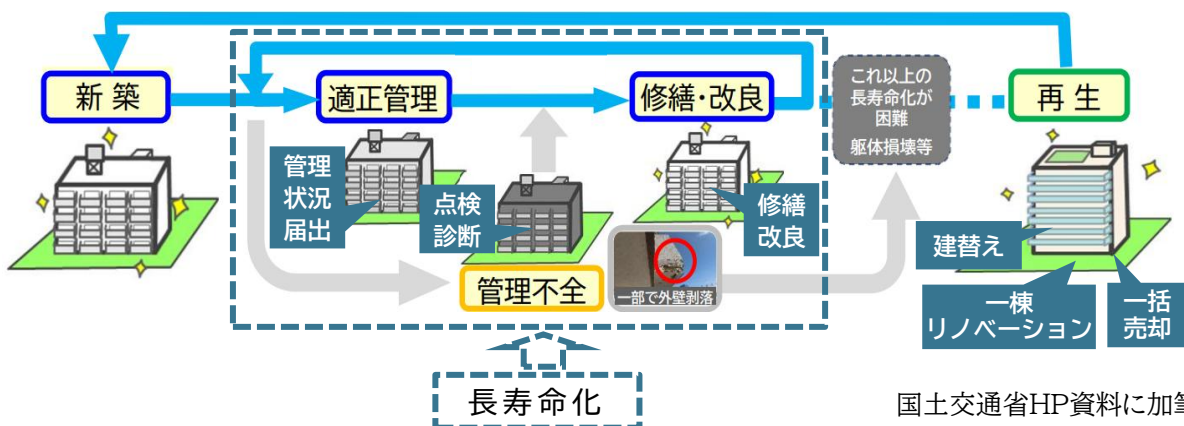 新築
適正管理
修繕・改良
これ以上の
長寿命化が
困難
躯体損壊等
再生
管理
状況
届出
点検
診断
修繕
改良
建替え
管理不全
一部で外壁剥落
一棟
リノベーション
一括
売却
長寿命化
国土交通省HP資料に加筆